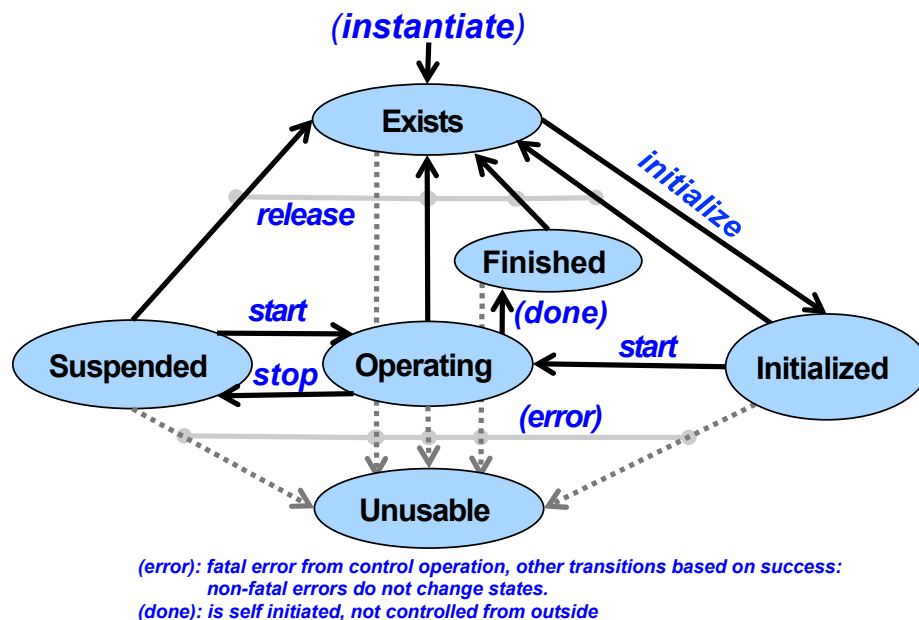 (instantiate)
Exists
initialize
release
Finished
start
(done)
start
Suspended
stop
Operating
Initialized
(error)
Unusable
(error): fatal error from control operation, other transitions based on success:
non-fatal errors do not change states.
(done): is self initiated, not controlled from outside